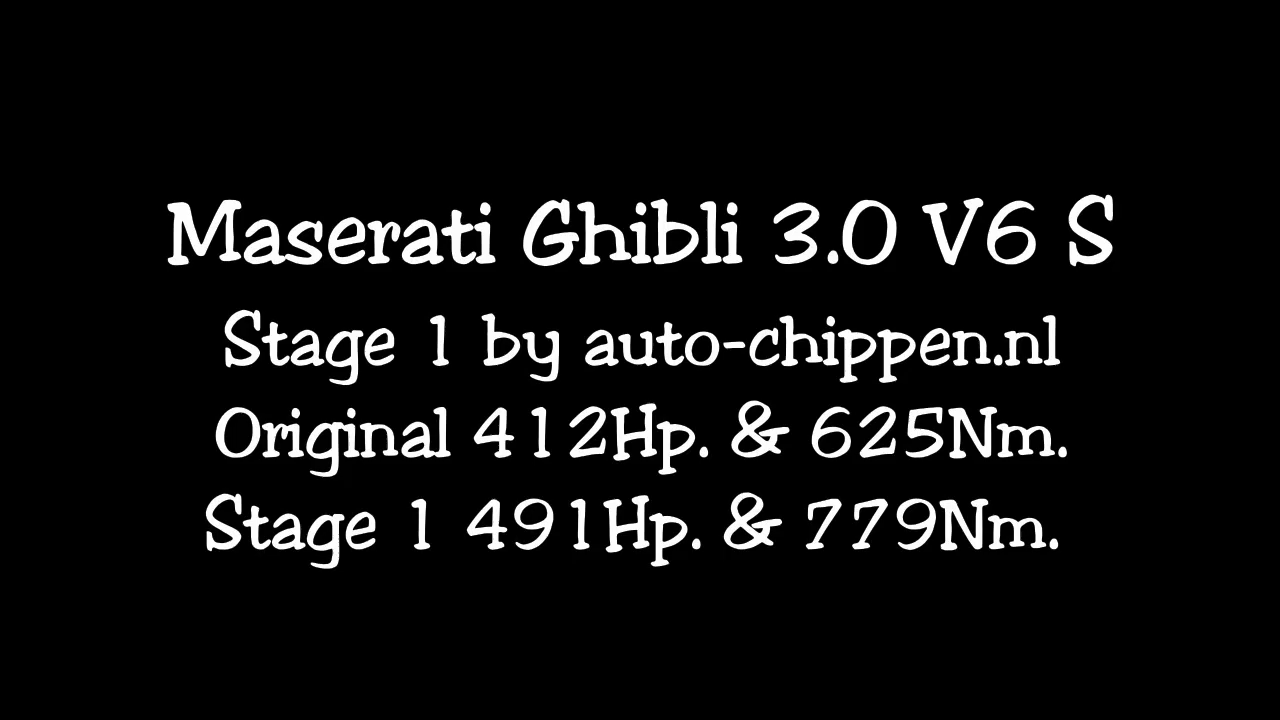 Maserati Ghibli 3.0 V6 S
Stage 1 by auto-chippen.nl
Original 412Hp. & 625Nm.
Stage 1 491Hp. & 779Nm.